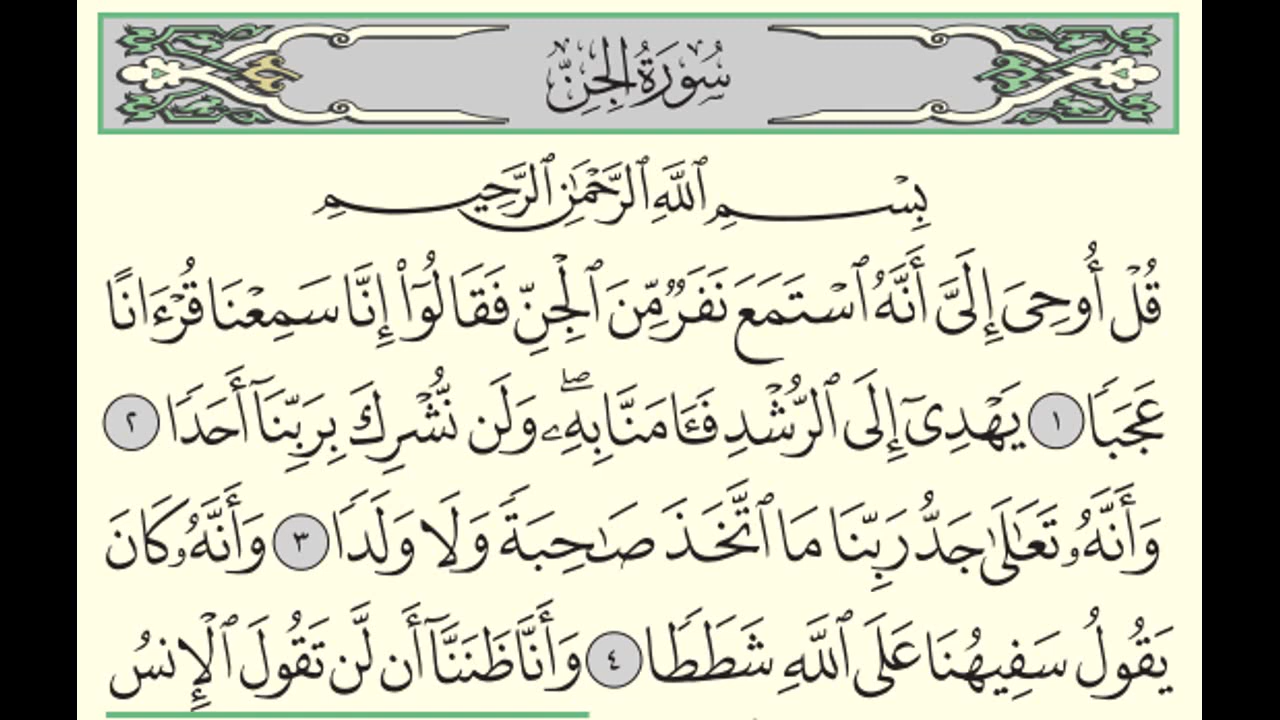 سُورَةُ الجِنِّ
بِسْمِ ٱللَّهِ ٱلرَّحْمَٰنِ ٱلرَّحِيمِ
قُلْ أُوحِىَ إِلَىَّ أَنَّهُ ٱسْتَمَعَ نَفَرٌ مِّنَ ٱلْجِنِّ فَقَالُوٓا۟ إِنَّا سَمِعْنَا قُرْءَانًا
عَجَبًا ١ يَهْدِىٓ إِلَى ٱلرُّشْدِ فَـَٔامَنَّا بِهِۦ ۖ وَلَن نُّشْرِكَ بِرَبِّنَآ أَحَدًا ٢
وَأَنَّهُۥ تَعَٰلَىٰ جَدُّ رَبِّنَا مَا ٱتَّخَذَ صَٰحِبَةً وَلَا وَلَدًا ٣ وَأَنَّهُۥ كَانَ
يَقُولُ سَفِيهُنَا عَلَى ٱللَّهِ شَطَطًا ٤ وَأَنَّا ظَنَنَّآ أَن لَّن تَقُولَ ٱلْإِنسُ